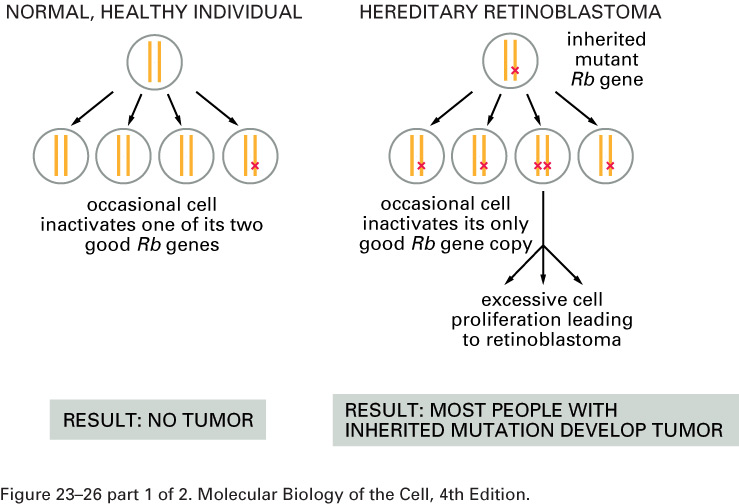 NORMAL, HEALTHY INDIVIDUAL
occasional cell
inactivates one of its two
good Rb genes
RESULT: NO TUMOR
HEREDITARY RETINOBLASTOMA
inherited
mutant
Rb gene
occasional cell
inactivates its only
good Rb gene copy
excessive cell
proliferation leading
to retinoblastoma
RESULT: MOST PEOPLE WITH
INHERITED MUTATION DEVELOP TUMOR
Figure 23–26 part 1 of 2. Molecular Biology of the Cell, 4th Edition.